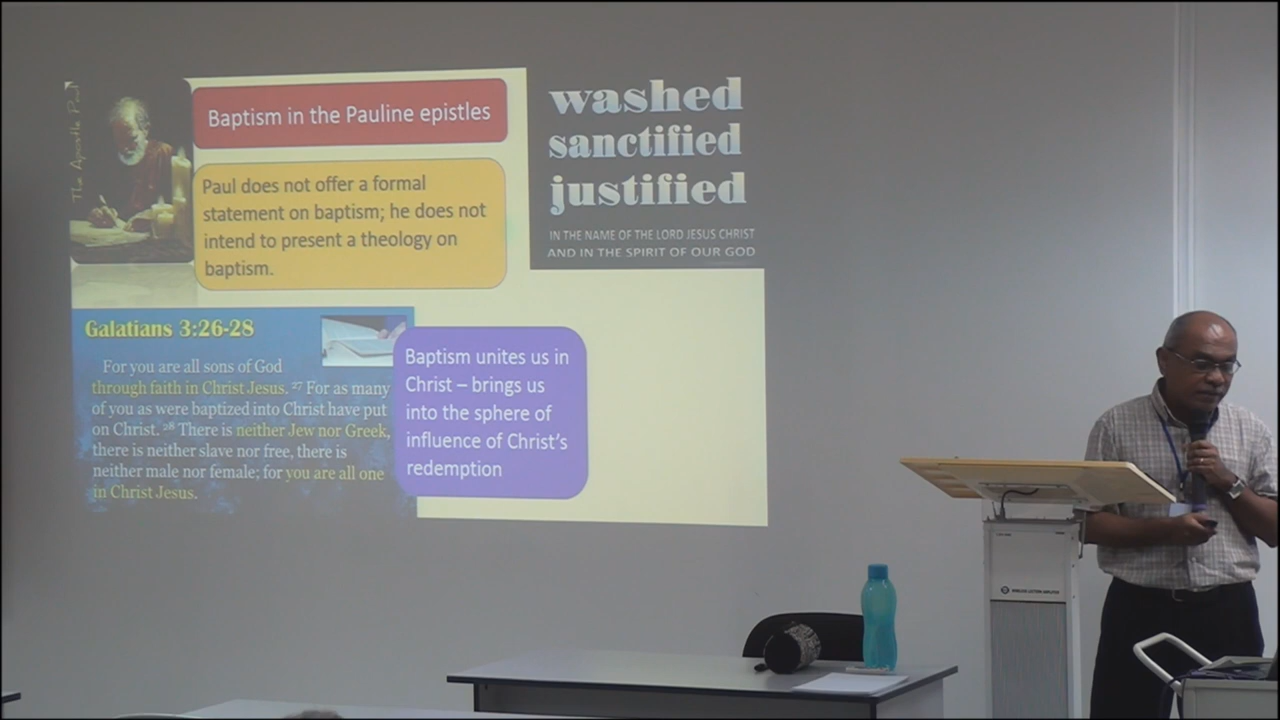 The Apostle Paul
Baptism in the Pauline epistles
Paul does not offer a formal
statement on baptism; he does not
intend to present a theology on
baptism.
washed
sanctified
justified
IN THE NAME OF THE LORD JESUS CHRIST
AND IN THE SPIRIT OF OUR GOD
Galatians 3:26-28
For you are all sons of God
through faith in Christ Jesus. ²⁷ For as many
of you as were baptized into Christ have put
on Christ. ²⁸ There is neither Jew nor Greek,
there is neither slave nor free, there is
neither male nor female; for you are all one
in Christ Jesus.
Baptism unites us in
Christ – brings us
into the sphere of
influence of Christ's
redemption